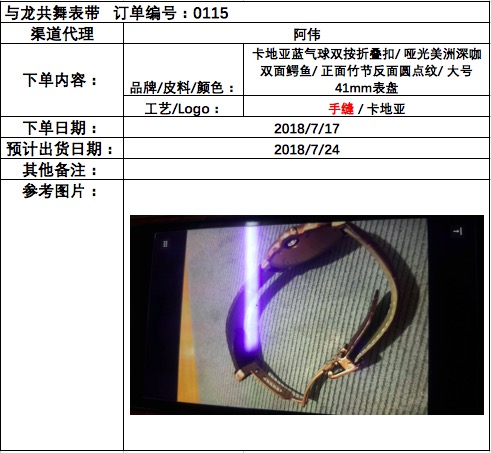 与龙共舞表带 订单编号：0115
渠道代理 阿伟
下单内容： 品牌/皮料/颜色： 卡地亚蓝气球双按折叠扣/ 哑光美洲深咖
双面鳄鱼/ 正面竹节反面圆点纹/ 大号
41mm表盘
工艺/Logo： 手缝 / 卡地亚
下单日期： 2018/7/17
预计出货日期： 2018/7/24
其他备注：
参考图片：